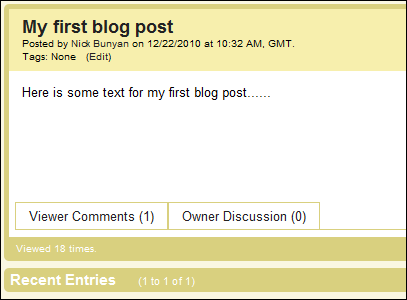 My first blog post
Posted by Nick Bunyan on 12/22/2010 at 10:32 AM, GMT.
Tags: None (Edit)
Here is some text for my first blog post......
Viewer Comments (1) Owner Discussion (0)
Viewed 18 times.
Recent Entries (1 to 1 of 1)